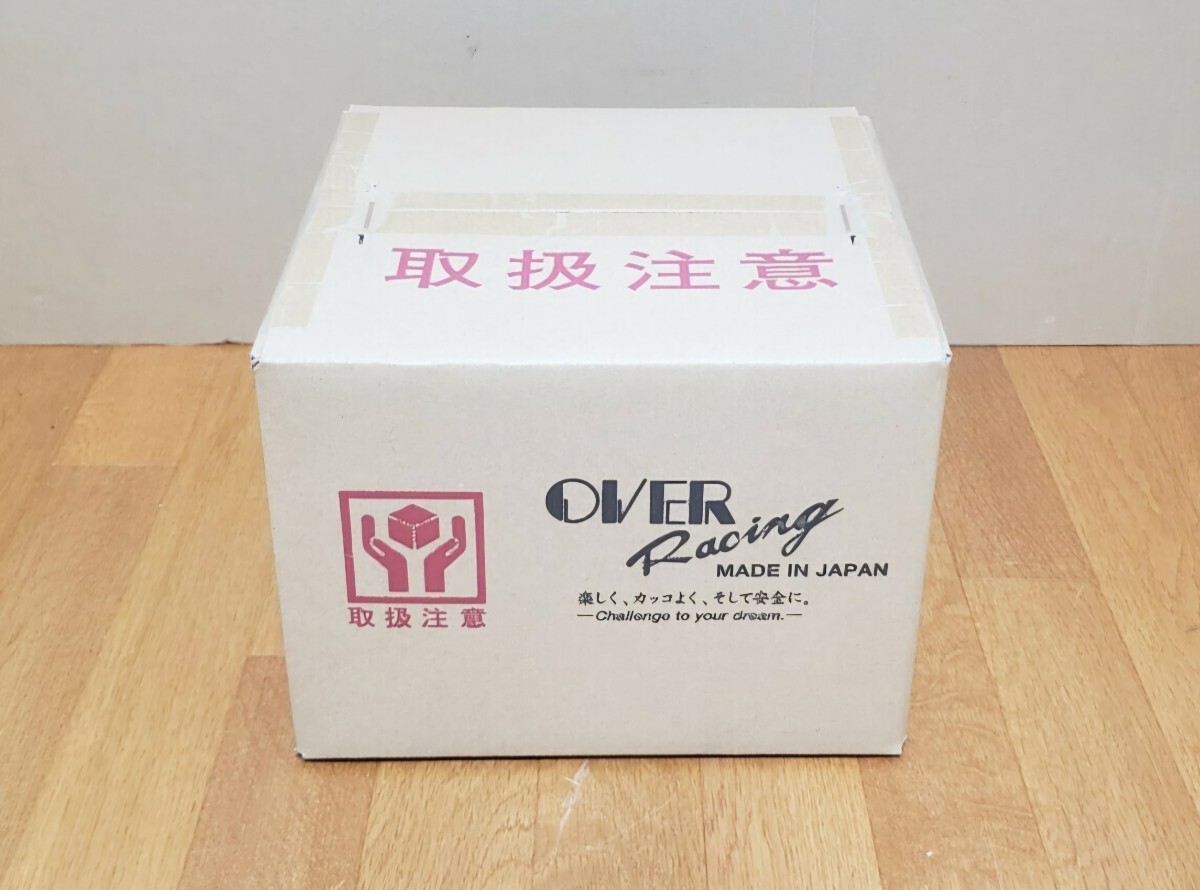 取扱注意
取扱注意
OVER
Racing
MADE IN JAPAN
楽しく、カッコよく、そして安全に。
—Challenge to your dream.—